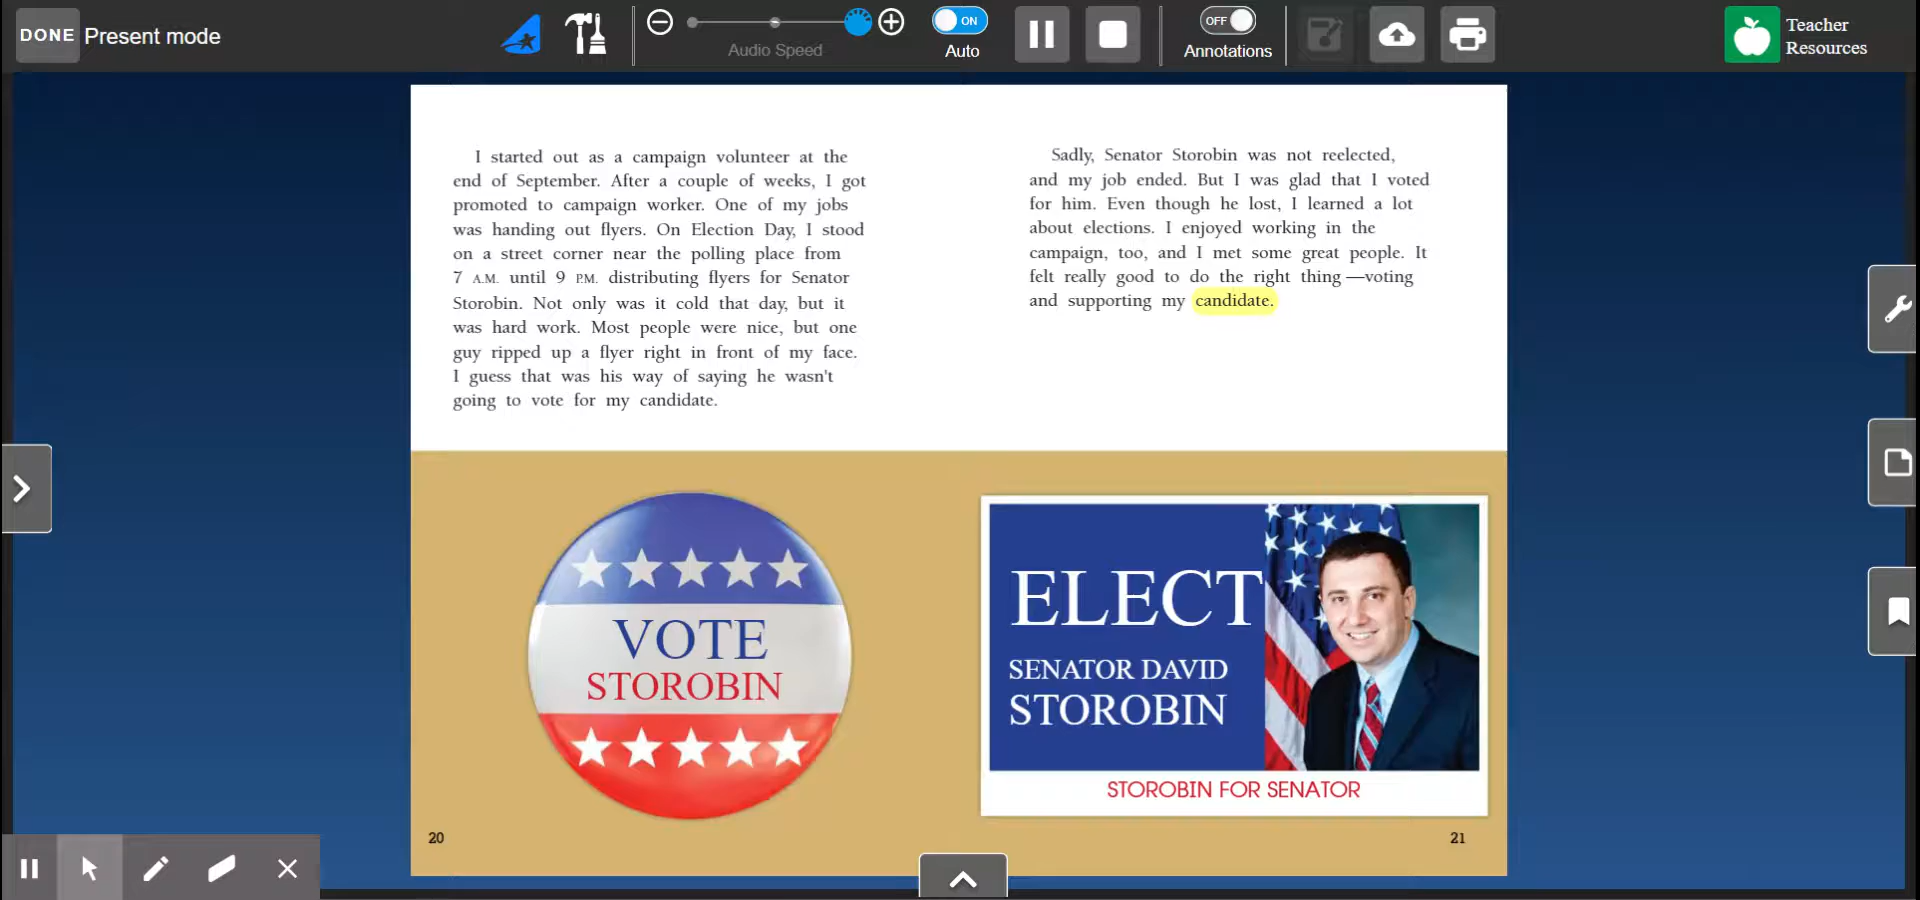 DONE Present mode
Audio Speed
ON
Auto
OFF
Annotations
Teacher
Resources
I started out as a campaign volunteer at the
end of September. After a couple of weeks, I got
promoted to campaign worker. One of my jobs
was handing out flyers. On Election Day, I stood
on a street corner near the polling place from
7 A.M. until 9 P.M. distributing flyers for Senator
Storobin. Not only was it cold that day, but it
was hard work. Most people were nice, but one
guy ripped up a flyer right in front of my face.
I guess that was his way of saying he wasn't
going to vote for my candidate.
Sadly, Senator Storobin was not reelected,
and my job ended. But I was glad that I voted
for him. Even though he lost, I learned a lot
about elections. I enjoyed working in the
campaign, too, and I met some great people. It
felt really good to do the right thing —voting
and supporting my candidate.
VOTE
STOROBIN
ELECT
SENATOR DAVID
STOROBIN
STOROBIN FOR SENATOR
20
21